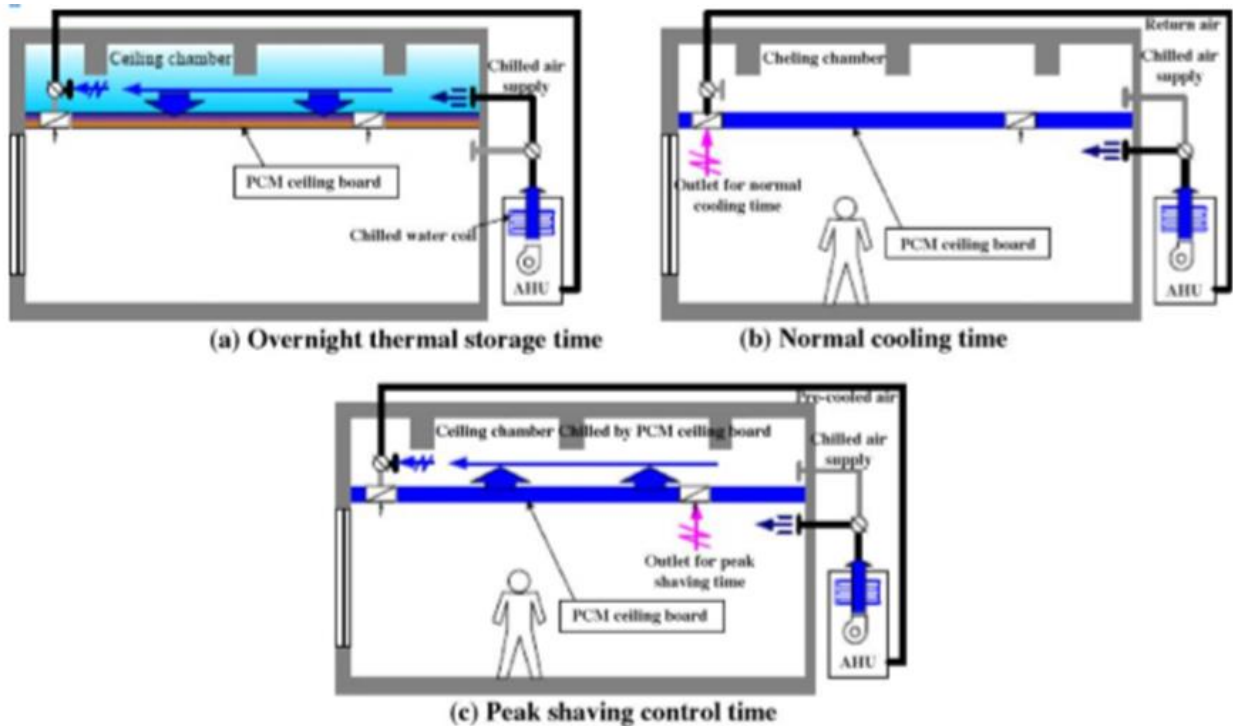 Ceiling chamber
Chilled air
supply
PCM ceiling board
Chilled water coil
AHU
(a) Overnight thermal storage time
Return air
Cheling chamber
Chilled air
supply
Outlet for normal
cooling time
PCM ceiling board
AHU
(b) Normal cooling time
Pry-cooled air
Ceiling chamber Chilled by PCM ceiling board
Chilled air
supply
Outlet for peak
shaving time
PCM ceiling board
AHU
(c) Peak shaving control time